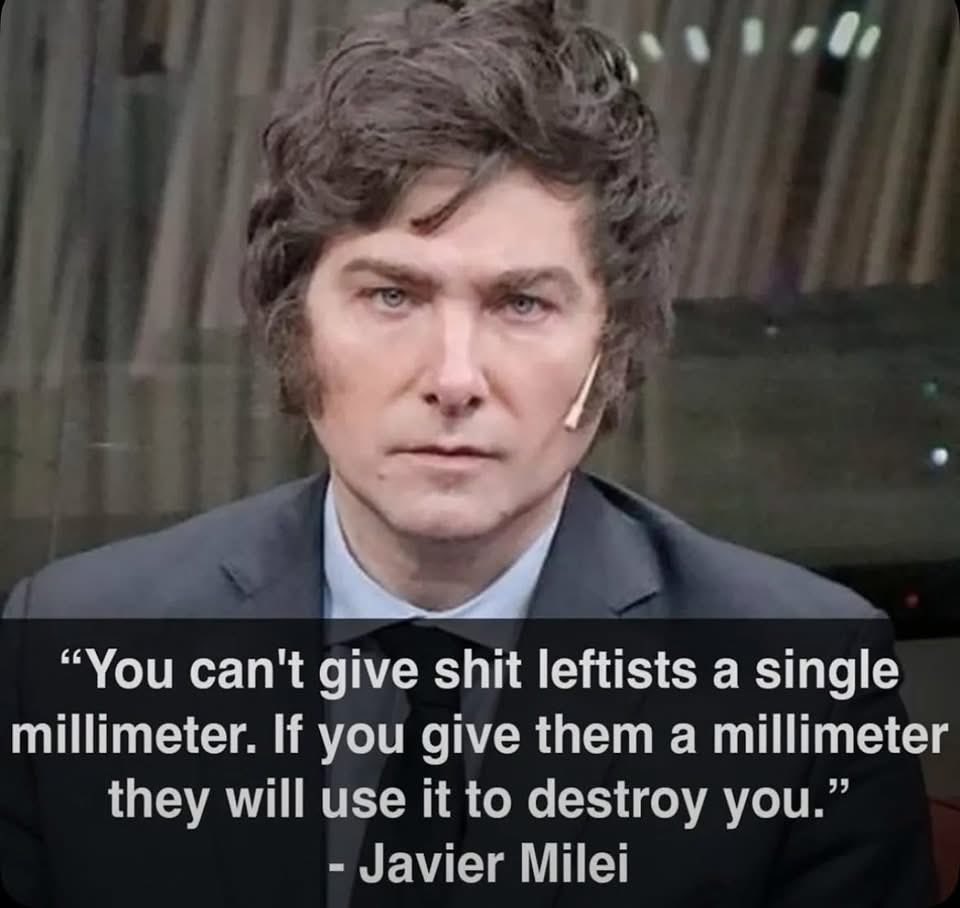 “You can't give shit leftists a single
millimeter. If you give them a millimeter
they will use it to destroy you.”
- Javier Milei